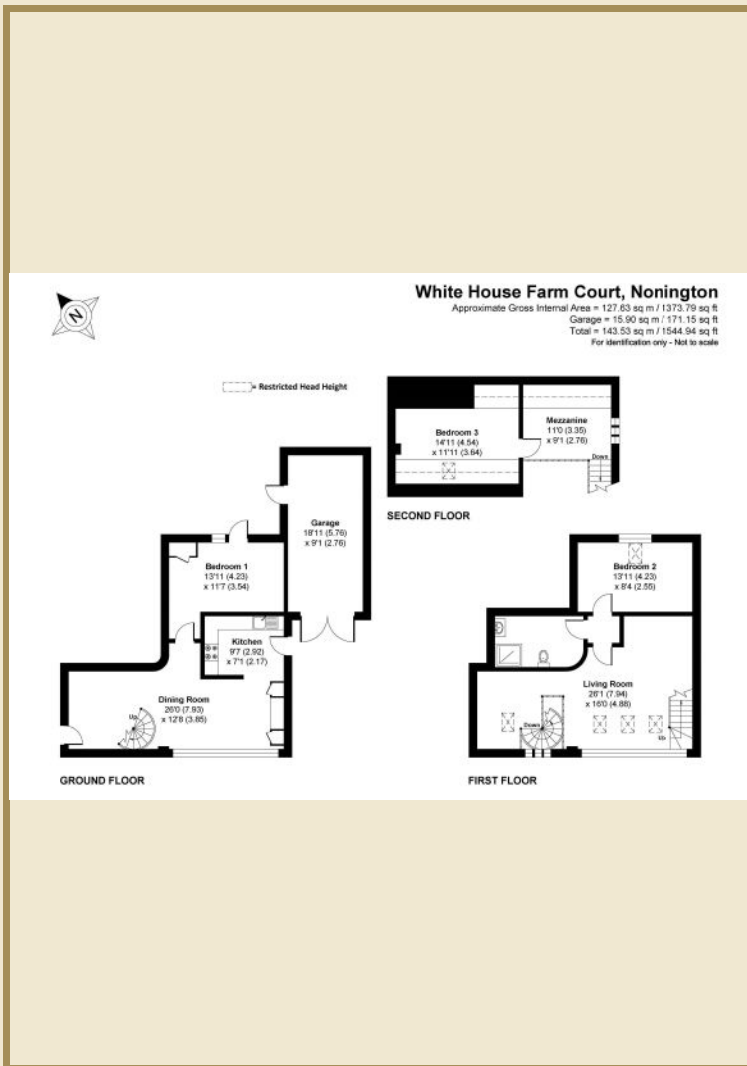 White House Farm Court, Nonington
Approximate Gross Internal Area = 127.63 sq m / 1373.79 sq ft
Garage = 15.90 sq m / 171.15 sq ft
Total = 143.53 sq m / 1544.94 sq ft
For identification only - Not to scale
N
= Restricted Head Height
Bedroom 3
14'11 (4.54)
x 11'11 (3.64)
Mezzanine
11'0 (3.35)
x 9'1 (2.76)
Down
SECOND FLOOR
Garage
18'11 (5.76)
x 9'1 (2.76)
Bedroom 1
13'11 (4.23)
x 11'7 (3.54)
Kitchen
9'7 (2.92)
x 7'1 (2.17)
Dining Room
26'0 (7.93)
x 12'8 (3.85)
Up
GROUND FLOOR
Bedroom 2
13'11 (4.23)
x 8'4 (2.55)
Living Room
26'1 (7.94)
x 16'0 (4.88)
Down
Up
FIRST FLOOR